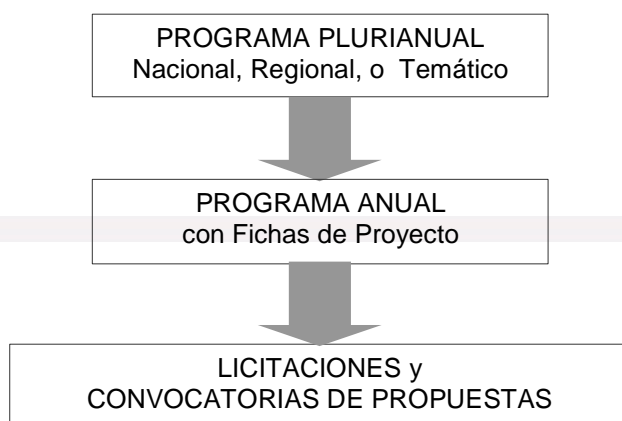 PROGRAMA PLURIANUAL
Nacional, Regional, o Temático
PROGRAMA ANUAL
con Fichas de Proyecto
LICITACIONES y
CONVOCATORIAS DE PROPUESTAS